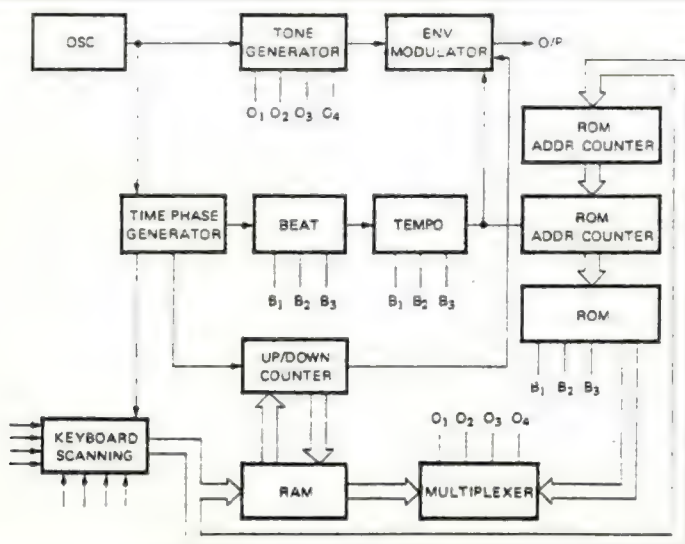 OSC
TONE
GENERATOR
ENV
MODULATOR
O/P
O1 O2 O3 O4
ROM
ADDR COUNTER
TIME PHASE
GENERATOR
BEAT
TEMPO
ROM
ADDR COUNTER
B1 B2 B3
B1 B2 B3
ROM
UP/DOWN
COUNTER
B1 B2 B3
O1 O2 O3 O4
KEYBOARD
SCANNING
RAM
MULTIPLEXER